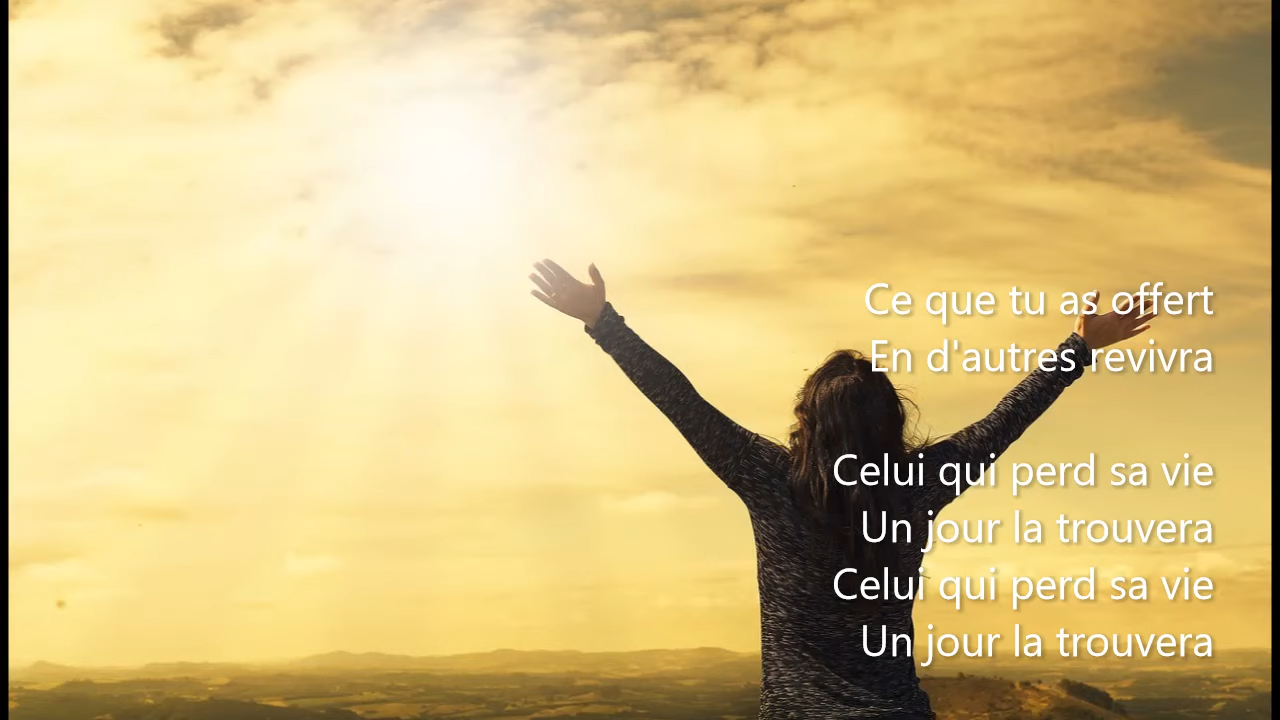 Ce que tu as offert
En d'autres revivra
Celui qui perd sa vie
Un jour la trouvera
Celui qui perd sa vie
Un jour la trouvera